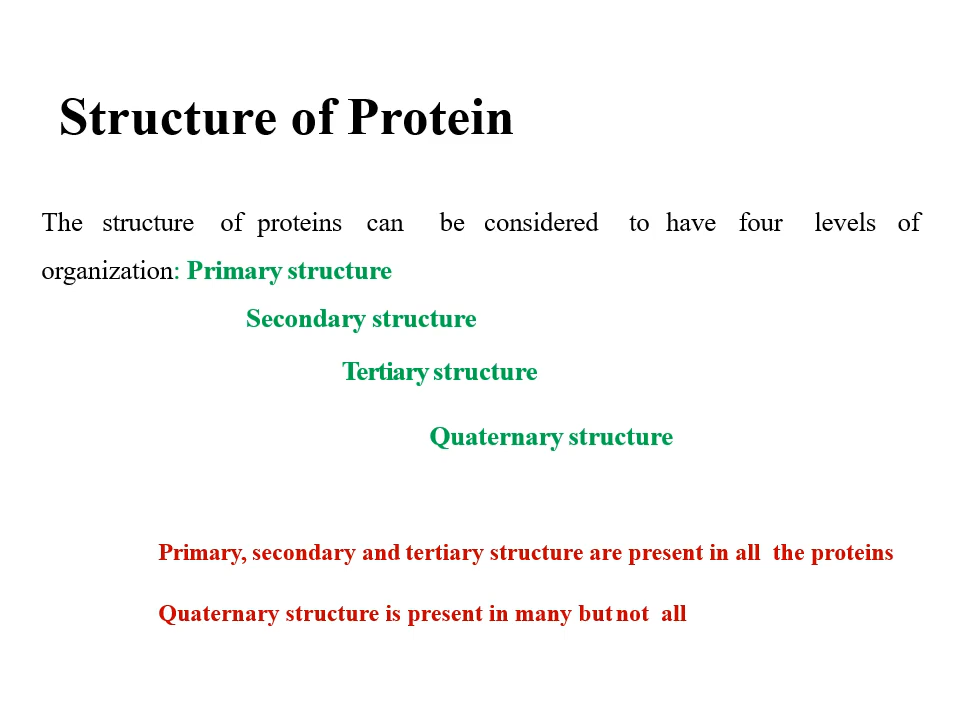 Structure of Protein
The structure of proteins can be considered to have four levels of
organization: Primary structure
Secondary structure
Tertiary structure
Quaternary structure
Primary, secondary and tertiary structure are present in all the proteins
Quaternary structure is present in many but not all